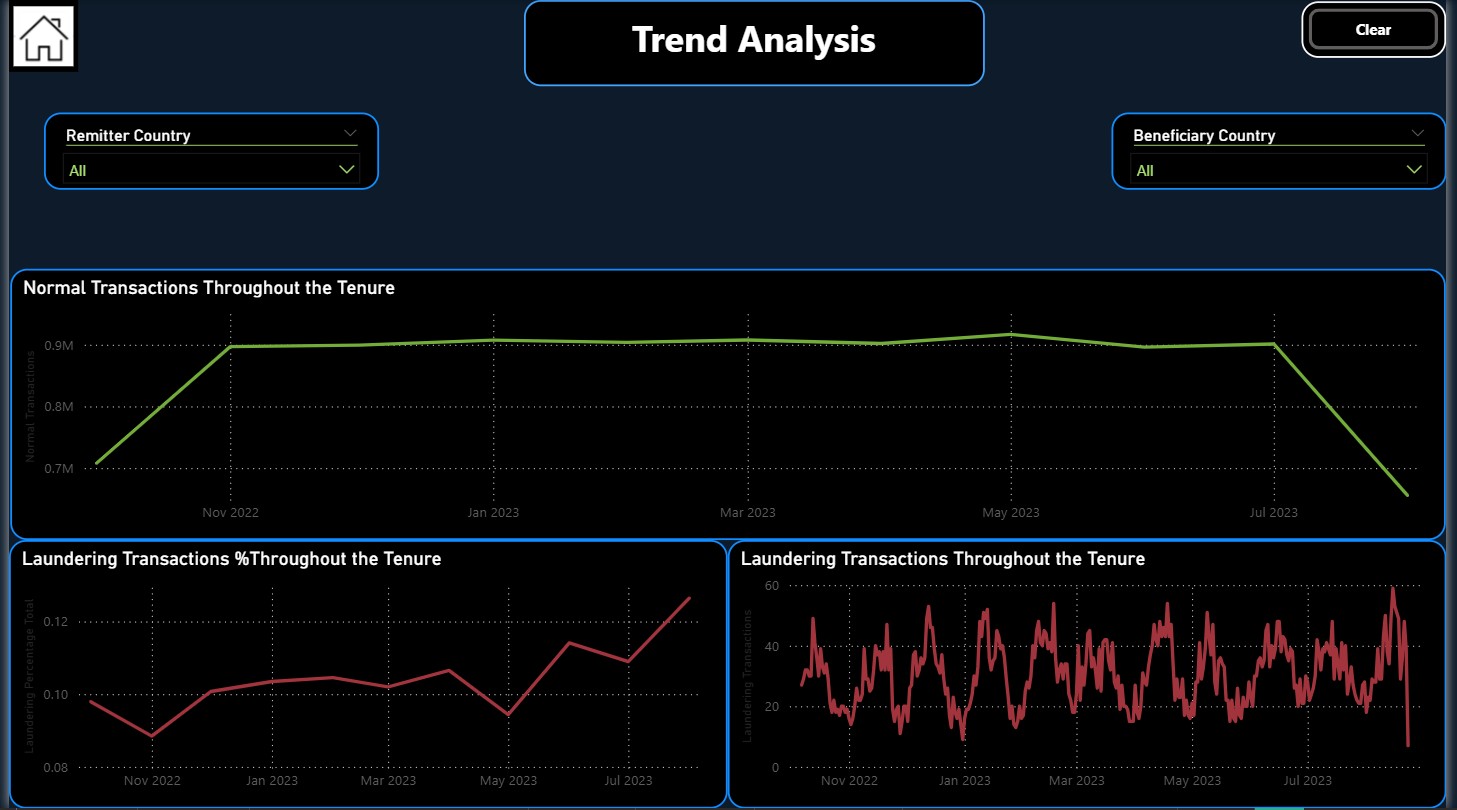 Trend Analysis
Clear
Remitter Country
All
Beneficiary Country
All
Normal Transactions Throughout the Tenure
Normal Transactions
0.9M
0.8M
0.7M
Nov 2022 Jan 2023 Mar 2023 May 2023 Jul 2023
Laundering Transactions %Throughout the Tenure
Laundering Percentage Total
0.12
0.10
0.08
Nov 2022 Jan 2023 Mar 2023 May 2023 Jul 2023
Laundering Transactions Throughout the Tenure
Laundering Transactions
60
40
20
0
Nov 2022 Jan 2023 Mar 2023 May 2023 Jul 2023